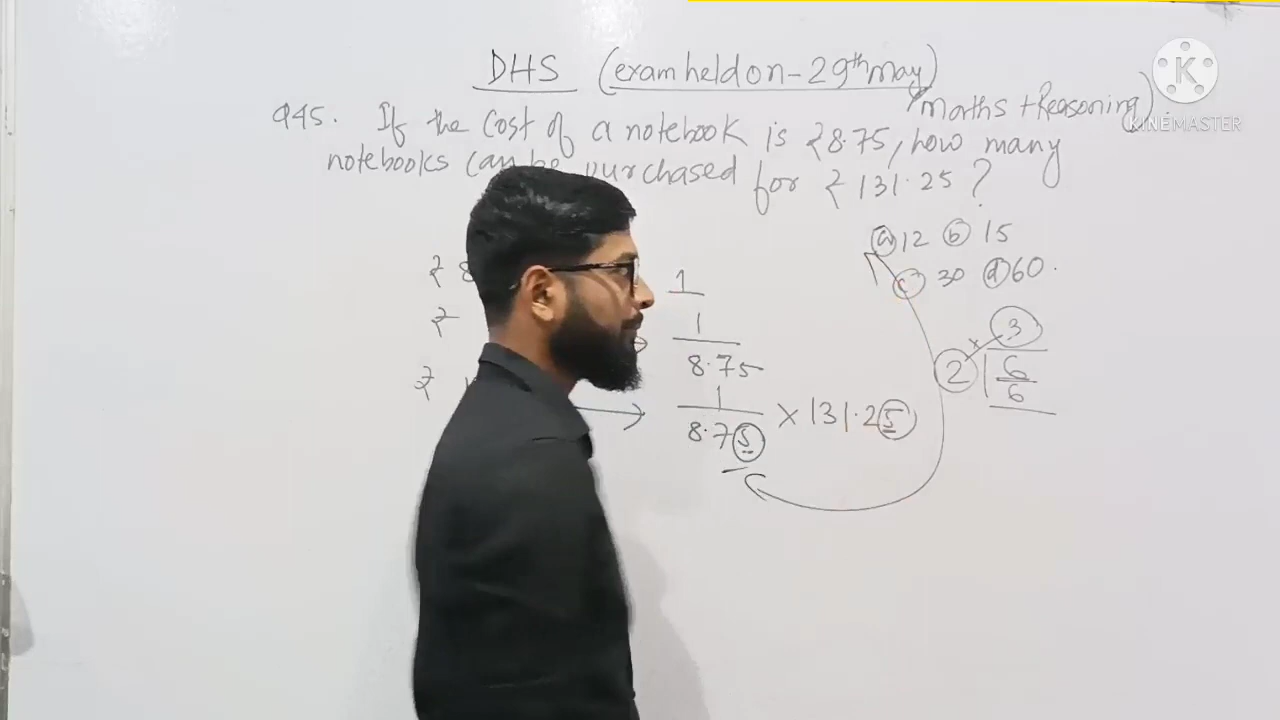 DHS (exam held on - 29th may)
Maths + Reasoning)
KINEMASTER
Q45. If the cost of a notebook is ₹8.75, how many
notebooks can be purchased for ₹131.25 ?
(a) 12 (b) 15
(c) 30 (d) 60.
₹ 8
1
₹
1
8.75
3
2
6
6
₹
1
8.75
× 131.25